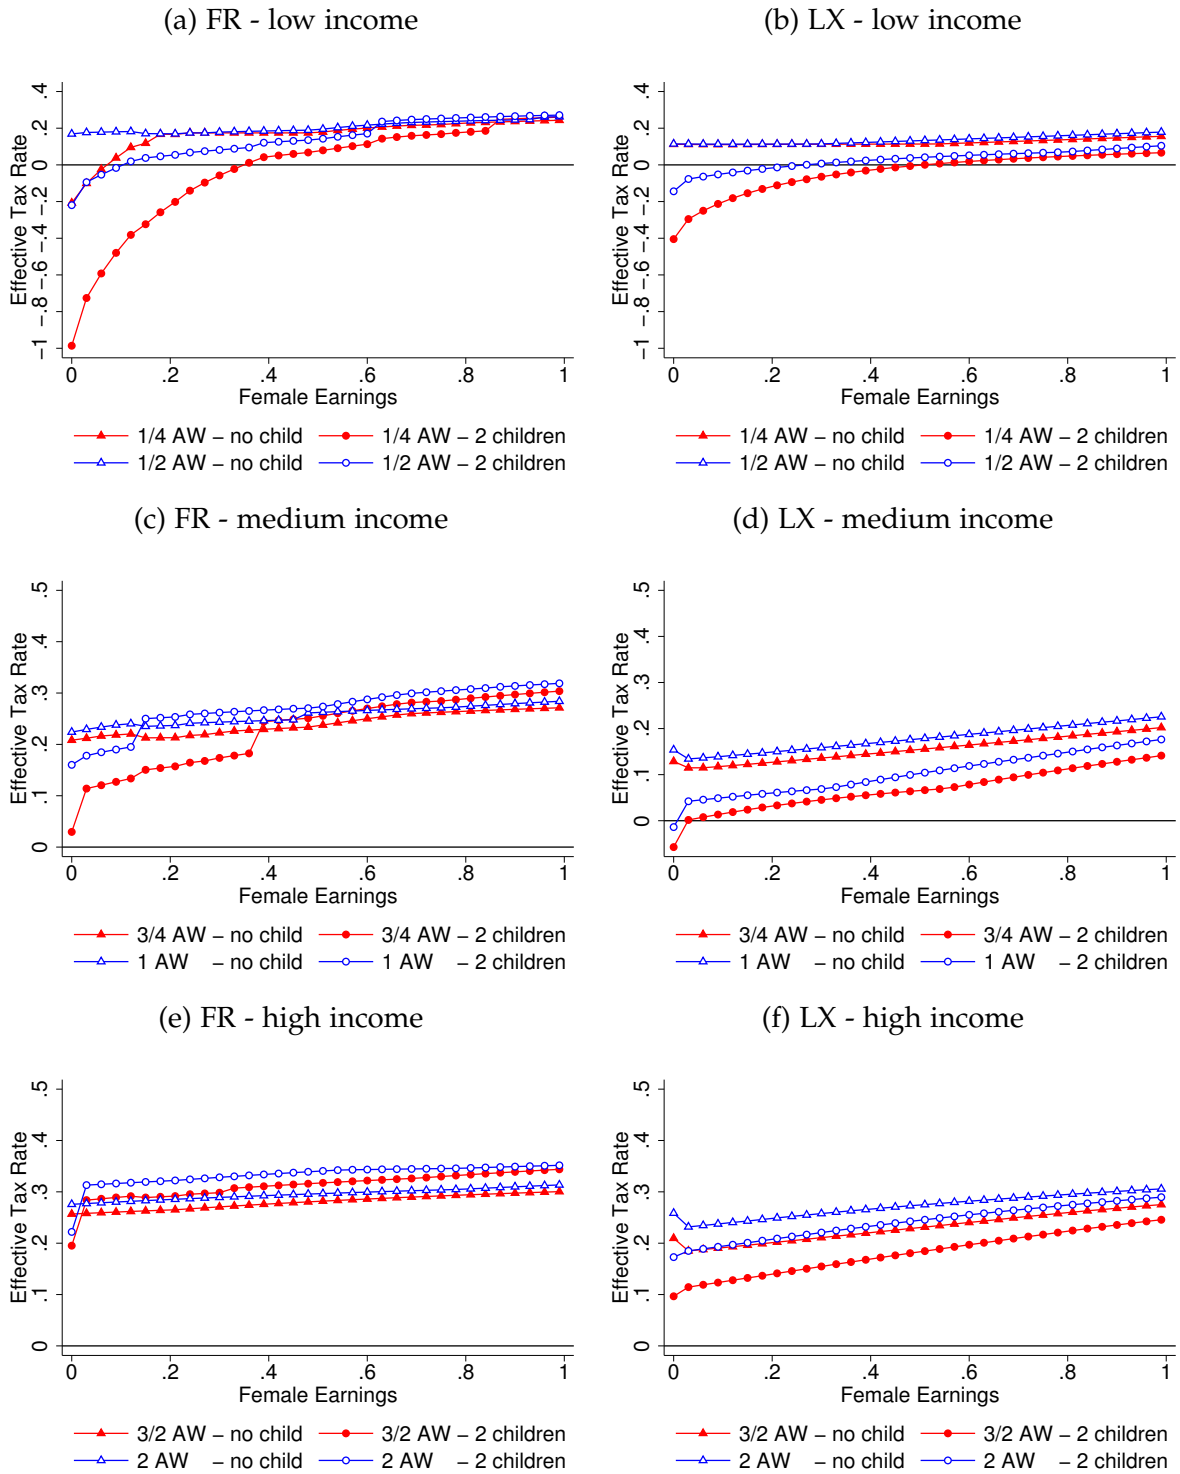 (a) FR - low income
Effective Tax Rate
.4
.2
0
−.2
−.4
−.6
−.8
−1
0 .2 .4 .6 .8 1
Female Earnings
1/4 AW − no child 1/4 AW − 2 children
1/2 AW − no child 1/2 AW − 2 children
(b) LX - low income
Effective Tax Rate
.4
.2
0
−.2
−.4
−.6
−.8
−1
0 .2 .4 .6 .8 1
Female Earnings
1/4 AW − no child 1/4 AW − 2 children
1/2 AW − no child 1/2 AW − 2 children
(c) FR - medium income
Effective Tax Rate
.5
.4
.3
.2
.1
0
0 .2 .4 .6 .8 1
Female Earnings
3/4 AW − no child 3/4 AW − 2 children
1 AW − no child 1 AW − 2 children
(d) LX - medium income
Effective Tax Rate
.5
.4
.3
.2
.1
0
0 .2 .4 .6 .8 1
Female Earnings
3/4 AW − no child 3/4 AW − 2 children
1 AW − no child 1 AW − 2 children
(e) FR - high income
Effective Tax Rate
.5
.4
.3
.2
.1
0
0 .2 .4 .6 .8 1
Female Earnings
3/2 AW − no child 3/2 AW − 2 children
2 AW − no child 2 AW − 2 children
(f) LX - high income
Effective Tax Rate
.5
.4
.3
.2
.1
0
0 .2 .4 .6 .8 1
Female Earnings
3/2 AW − no child 3/2 AW − 2 children
2 AW − no child 2 AW − 2 children